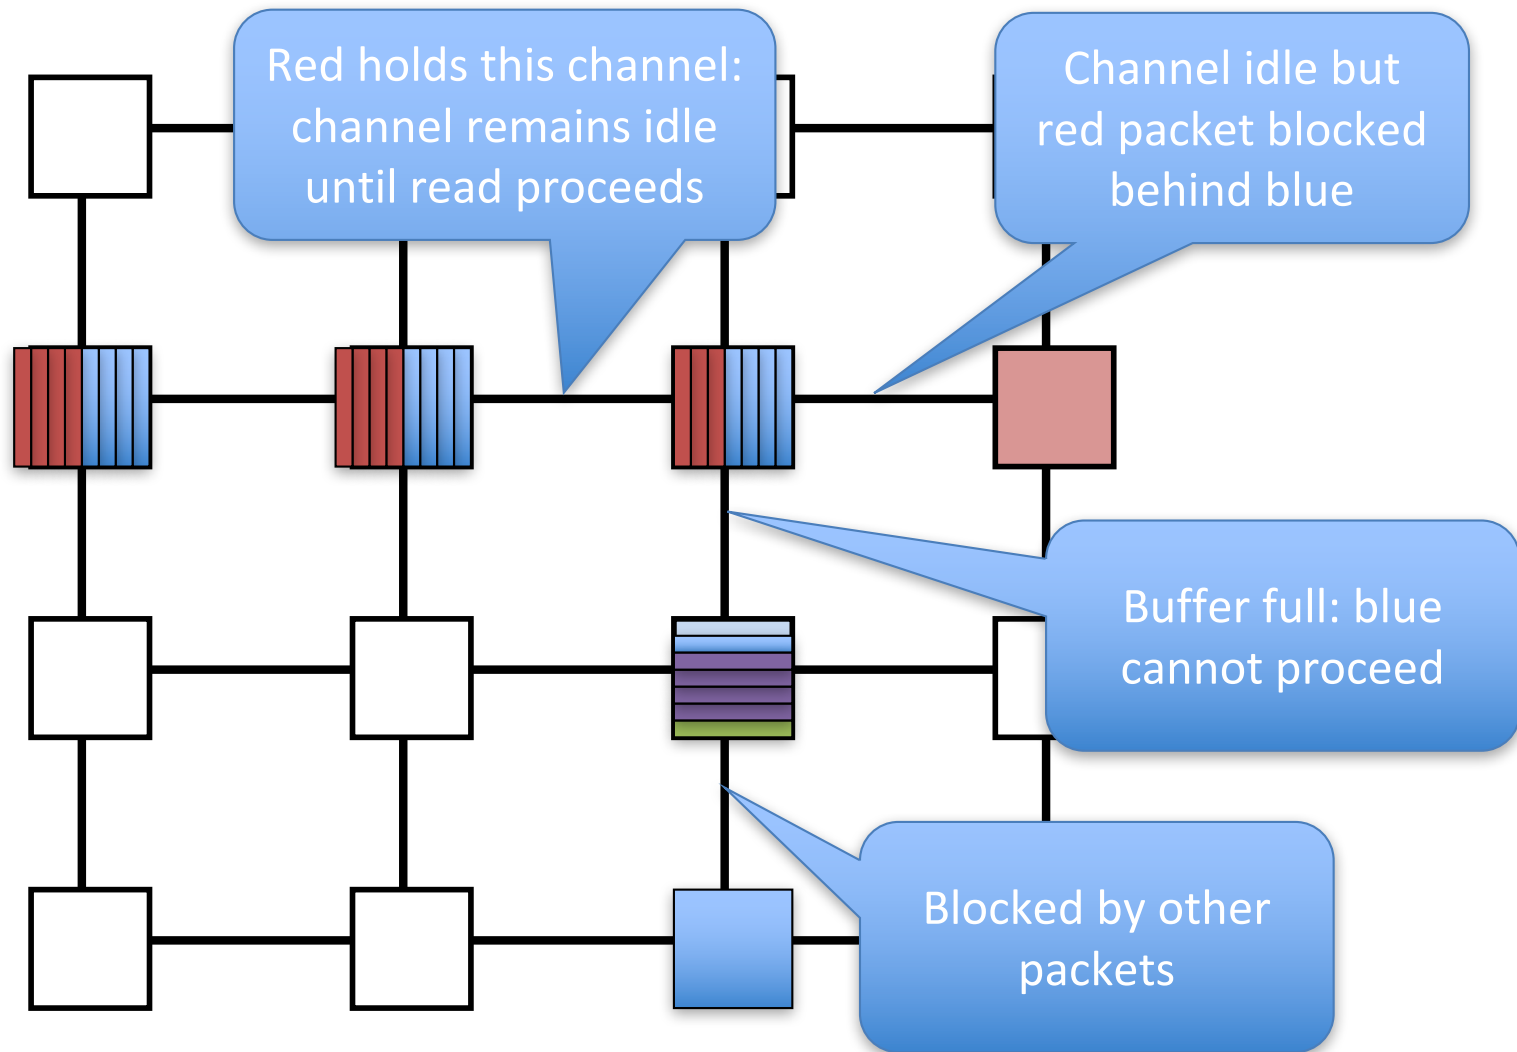 Red holds this channel:
channel remains idle
until read proceeds
Channel idle but
red packet blocked
behind blue
Buffer full: blue
cannot proceed
Blocked by other
packets